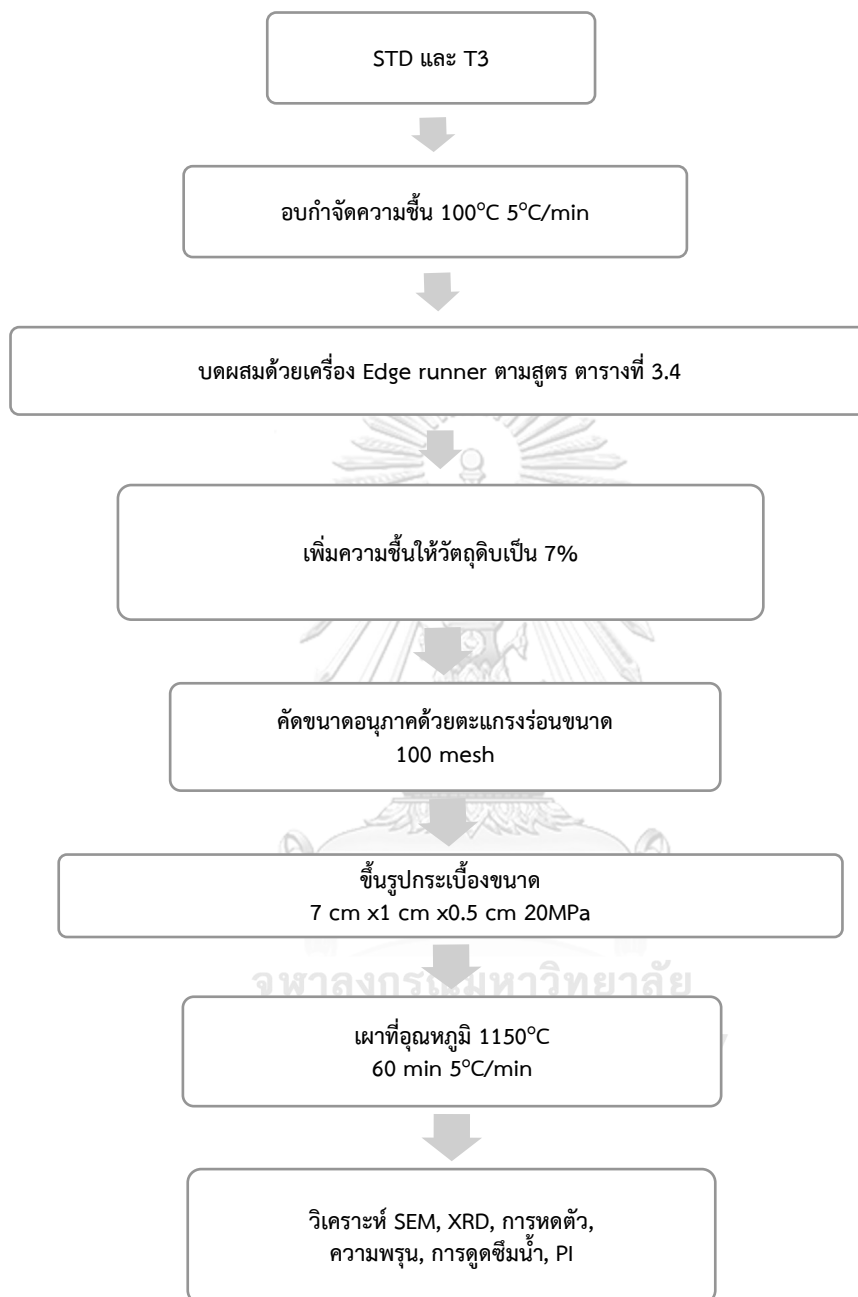 STD และ T3
อบกำจัดความชื้น 100°C 5°C/min
บดผสมด้วยเครื่อง Edge runner ตามสูตร ตารางที่ 3.4
เพิ่มความชื้นให้วัตถุดิบเป็น 7%
คัดขนาดอนุภาคด้วยตะแกรงร่อนขนาด
100 mesh
ขึ้นรูปกระเบื้องขนาด
7 cm x1 cm x0.5 cm 20MPa
จุฬาลงกรณ์มหาวิทยาลัย
เผาที่อุณหภูมิ 1150°C
60 min 5°C/min
วิเคราะห์ SEM, XRD, การหดตัว,
ความพรุน, การดูดซึมน้ำ, PI